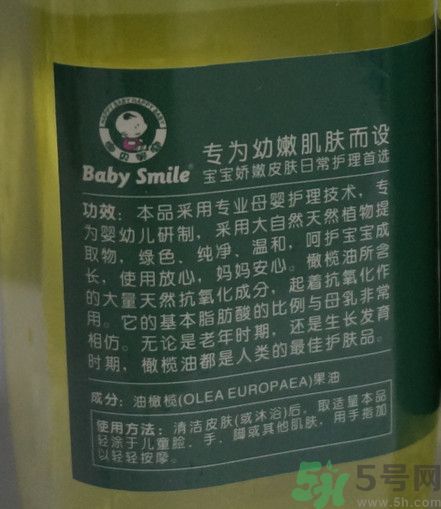 HAPPY BABY HAPPY BABY
Baby Smile®
专为幼嫩肌肤而设
宝宝娇嫩皮肤日常护理首选
功效：本品采用专业母婴护理技术，专
为婴幼儿研制，采用大自然天然植物提
取物，绿色、纯净、温和，呵护宝宝成
长，使用放心，妈妈安心。橄榄油所含
的大量天然抗氧化成分，起着抗氧化作
用。它的基本脂肪酸的比例与母乳非常
相仿。无论是老年时期，还是生长发育
时期，橄榄油都是人类的最佳护肤品。
成分：油橄榄(OLEA EUROPAEA)果油
使用方法：清洁皮肤(或沐浴)后，取适量本品
轻涂于儿童脸、手、脚或其他肌肤，用手指加
以轻轻按摩。
5号网
www.5h.com